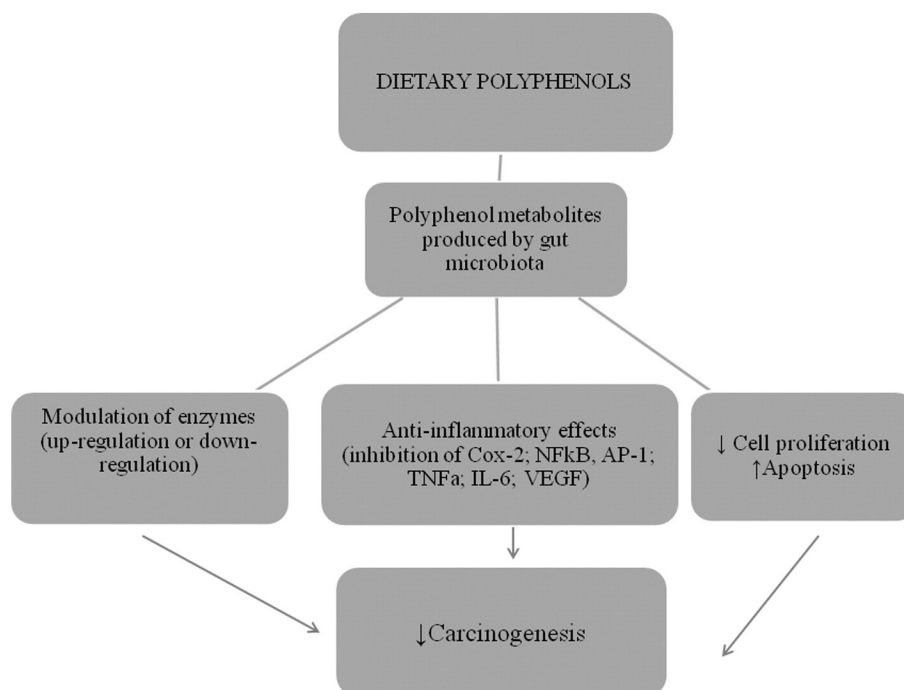 DIETARY POLYPHENOLS
Polyphenol metabolites
produced by gut
microbiota
Modulation of enzymes
(up-regulation or down-
regulation)
Anti-inflammatory effects
(inhibition of Cox-2; NFkB, AP-1;
TNFa; IL-6; VEGF)
↓ Cell proliferation
↑Apoptosis
↓Carcinogenesis